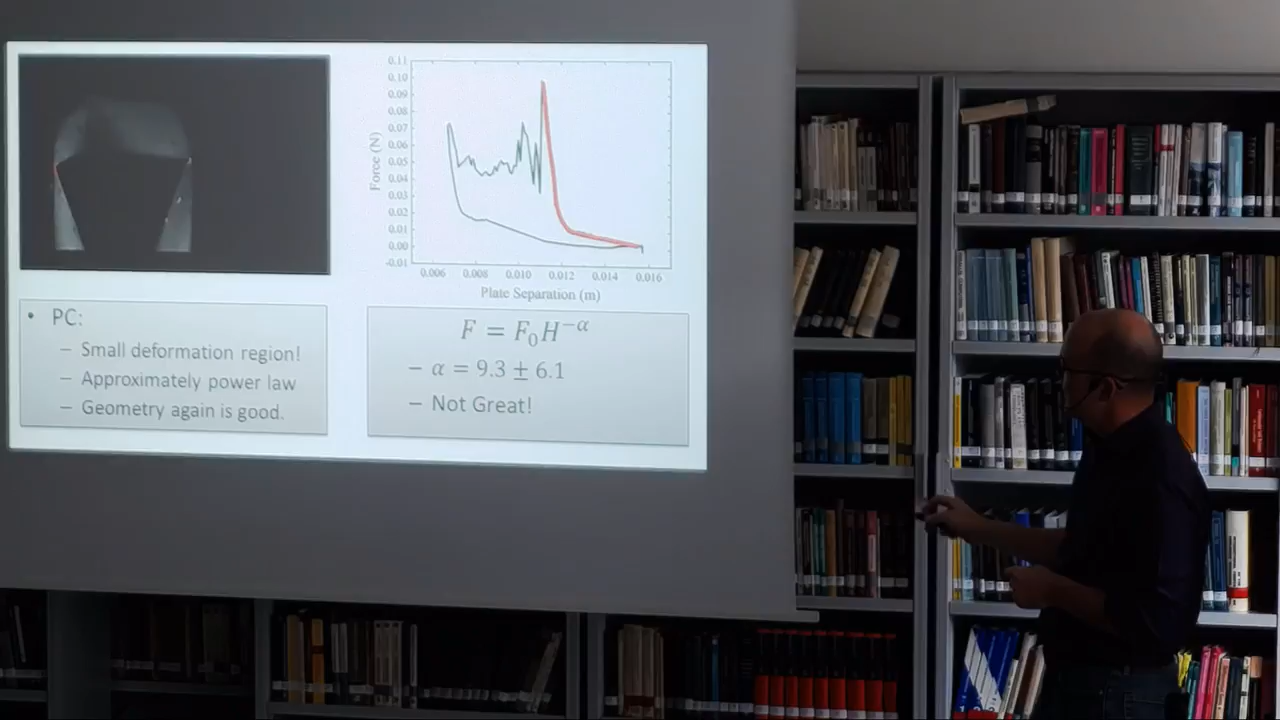 0.11
0.10
0.09
0.08
0.07
0.06
0.05
0.04
0.03
0.02
0.01
0.00
-0.01
Force (N)
0.006 0.008 0.010 0.012 0.014 0.016
Plate Separation (m)
• PC:
– Small deformation region!
– Approximately power law
– Geometry again is good.
F = F₀H^{−α}
– α = 9.3 ± 6.1
– Not Great!